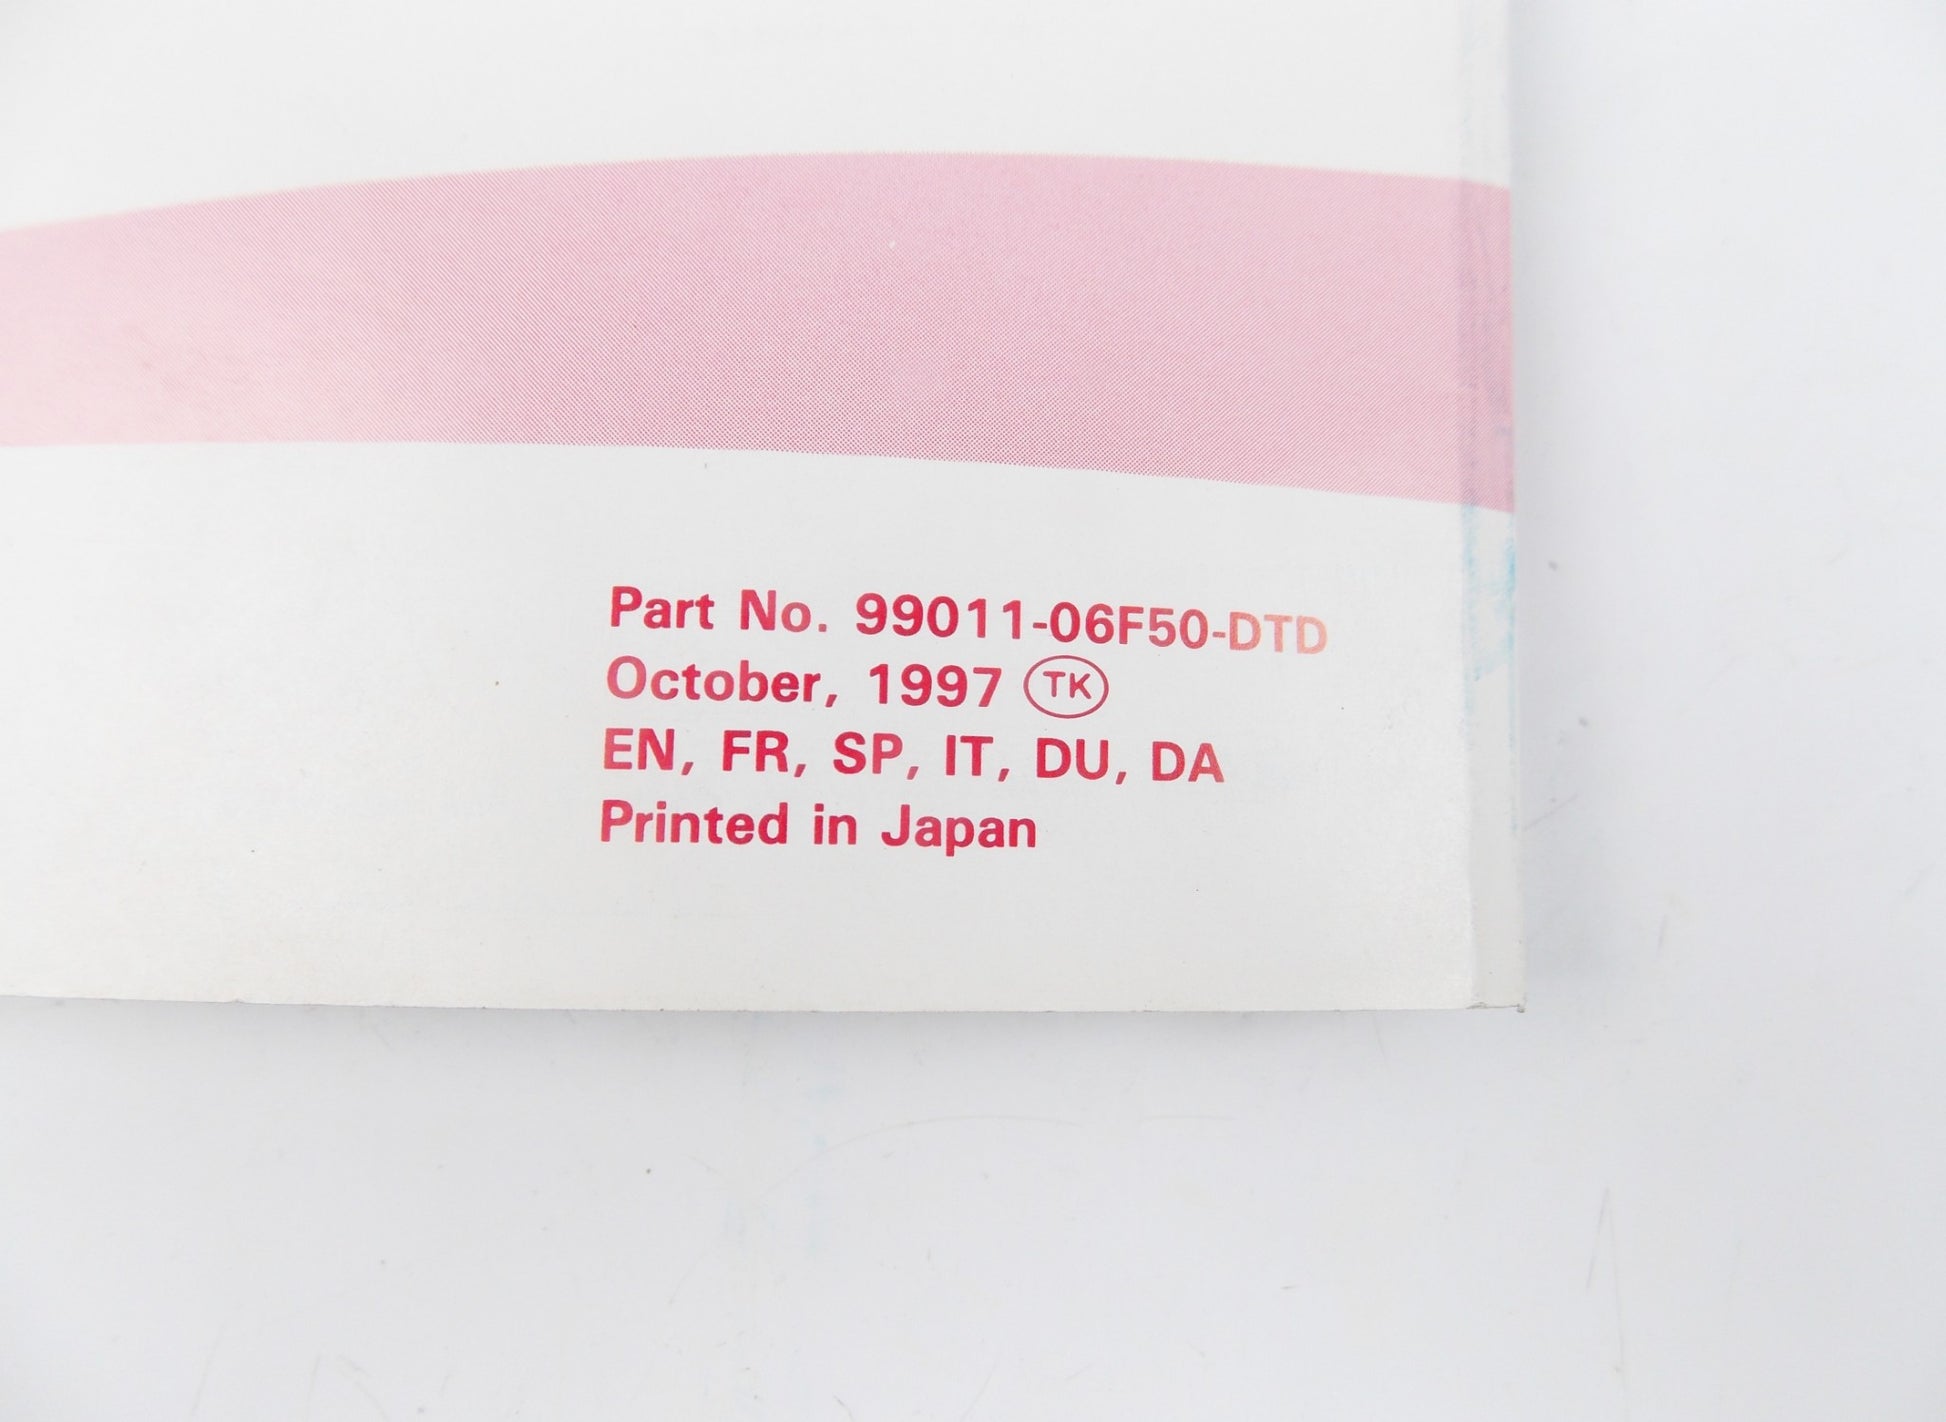 Part No. 99011-06F50-DTD
October, 1997 TK
EN, FR, SP, IT, DU, DA
Printed in Japan